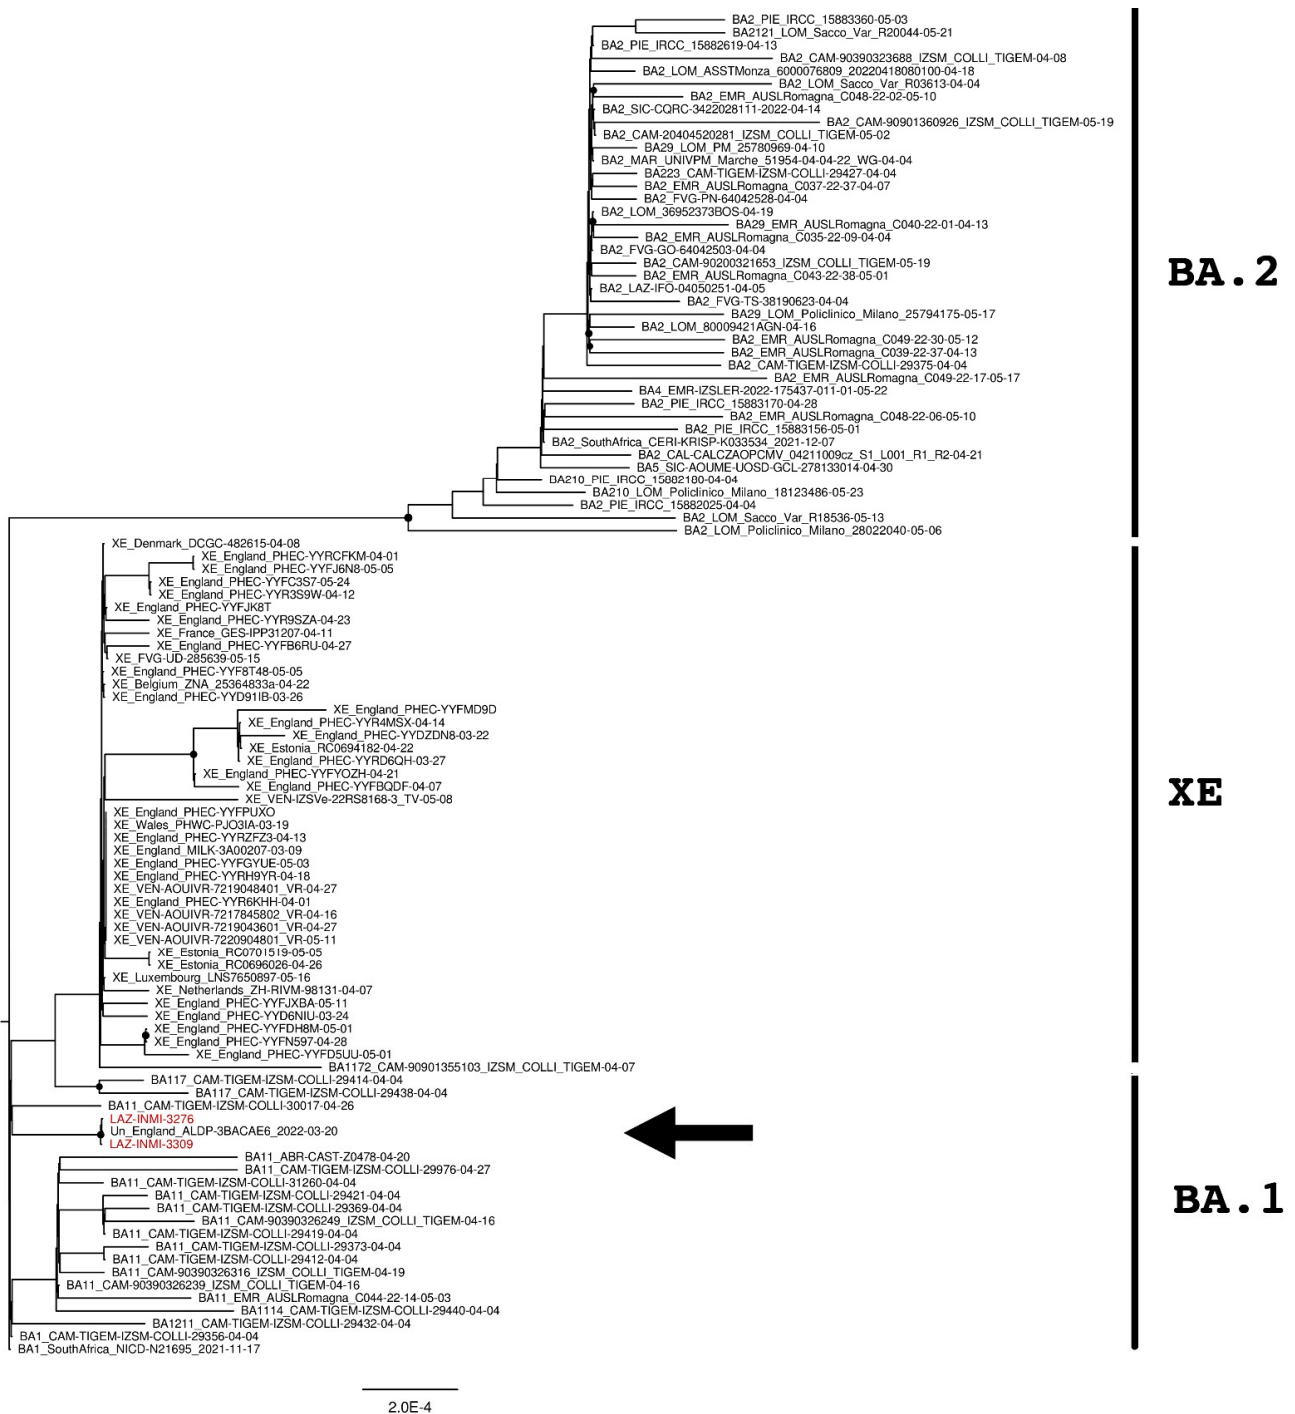 BA2_PIE_IRCC_15883360-05-03
BA2121_LOM_Sacco_Var_R20044-05-21
BA2_PIE_IRCC_15882619-04-13
BA2_CAM-90390323688_IZSM_COLLI_TIGEM-04-08
BA2_LOM_ASSTMonza_6000076809_20220418080100-04-18
BA2_LOM_Sacco_Var_R03613-04-04
BA2_EMR_AUSLRomagna_C048-22-02-05-10
BA2_SIC-CQRC-3422028111-2022-04-14
BA2_CAM-90901360926_IZSM_COLLI_TIGEM-05-19
BA2_CAM-20404520281_IZSM_COLLI_TIGEM-05-02
BA29_LOM_PM_25780969-04-10
BA2_MAR_UNIVPM_Marche_51954-04-04-22_WG-04-04
BA223_CAM-TIGEM-IZSM-COLLI-29427-04-04
BA2_EMR_AUSLRomagna_C037-22-37-04-07
BA2_FVG-PN-64042528-04-04
BA2_LOM_36952373BOS-04-19
BA29_EMR_AUSLRomagna_C040-22-01-04-13
BA2_EMR_AUSLRomagna_C035-22-09-04-04
BA2_FVG-GO-64042503-04-04
BA2_CAM-90200321653_IZSM_COLLI_TIGEM-05-19
BA2_EMR_AUSLRomagna_C043-22-38-05-01
BA.2
BA2_LAZ-IFO-04050251-04-05
BA2_FVG-TS-38190623-04-04
BA29_LOM_Policlinico_Milano_25794175-05-17
BA2_LOM_80009421AGN-04-16
BA2_EMR_AUSLRomagna_C049-22-30-05-12
BA2_EMR_AUSLRomagna_C039-22-37-04-13
BA2_CAM-TIGEM-IZSM-COLLI-29375-04-04
BA2_EMR_AUSLRomagna_C049-22-17-05-17
BA4_EMR-IZSLER-2022-175437-011-01-05-22
BA2_PIE_IRCC_15883170-04-28
BA2_EMR_AUSLRomagna_C048-22-06-05-10
BA2_PIE_IRCC_15883156-05-01
BA2_SouthAfrica_CERI-KRISP-K033534_2021-12-07
BA2_CAL-CALCZAOPCMV_04211009cz_S1_L001_R1_R2-04-21
BA5_SIC-AOUME-UOSD-GCL-278133014-04-30
BA210_PIE_IRCC_15882180-04-04
BA210_LOM_Policlinico_Milano_18123486-05-23
BA2_PIE_IRCC_15882025-04-04
BA2_LOM_Sacco_Var_R18536-05-13
BA2_LOM_Policlinico_Milano_28022040-05-06
XE_Denmark_DCGC-482615-04-08
XE_England_PHEC-YYRCFKM-04-01
XE_England_PHEC-YYFJ6N8-05-05
XE_England_PHEC-YYFC3S7-05-24
XE_England_PHEC-YYR3S9W-04-12
XE_England_PHEC-YYFJK8T
XE_England_PHEC-YYR9SZA-04-23
XE_France_GES-IPP31207-04-11
XE_England_PHEC-YYFB6RU-04-27
XE_FVG-UD-285639-05-15
XE_England_PHEC-YYF8T48-05-05
XE_Belgium_ZNA_25364833a-04-22
XE_England_PHEC-YYD91IB-03-26
XE_England_PHEC-YYFMD9D
XE_England_PHEC-YYR4MSX-04-14
XE_England_PHEC-YYDZDN8-03-22
XE_Estonia_RC0694182-04-22
XE_England_PHEC-YYRD6QH-03-27
XE_England_PHEC-YYFYOZH-04-21
XE_England_PHEC-YYFBQDF-04-07
XE
XE_VEN-IZSVe-22RS8168-3_TV-05-08
XE_England_PHEC-YYFPUXO
XE_Wales_PHWC-PJO3IA-03-19
XE_England_PHEC-YYRZFZ3-04-13
XE_England_MILK-3A00207-03-09
XE_England_PHEC-YYFGYUE-05-03
XE_England_PHEC-YYRH9YR-04-18
XE_VEN-AOUIVR-7219048401_VR-04-27
XE_England_PHEC-YYR6KHH-04-01
XE_VEN-AOUIVR-7217845802_VR-04-16
XE_VEN-AOUIVR-7219043601_VR-04-27
XE_VEN-AOUIVR-7220904801_VR-05-11
XE_Estonia_RC0701519-05-05
XE_Estonia_RC0696026-04-26
XE_Luxembourg_LNS7650897-05-16
XE_Netherlands_ZH-RIVM-98131-04-07
XE_England_PHEC-YYFJXBA-05-11
XE_England_PHEC-YYD6NIU-03-24
XE_England_PHEC-YYFDH8M-05-01
XE_England_PHEC-YYFN597-04-28
XE_England_PHEC-YYFD5UU-05-01
BA1172_CAM-90901355103_IZSM_COLLI_TIGEM-04-07
BA117_CAM-TIGEM-IZSM-COLLI-29414-04-04
BA117_CAM-TIGEM-IZSM-COLLI-29438-04-04
BA11_CAM-TIGEM-IZSM-COLLI-30017-04-26
LAZ-INMI-3276
Un_England_ALDP-3BACAE6_2022-03-20
LAZ-INMI-3309
BA11_ABR-CAST-Z0478-04-20
BA11_CAM-TIGEM-IZSM-COLLI-29976-04-27
BA11_CAM-TIGEM-IZSM-COLLI-31260-04-04
BA11_CAM-TIGEM-IZSM-COLLI-29421-04-04
BA.1
BA11_CAM-TIGEM-IZSM-COLLI-29369-04-04
BA11_CAM-90390326249_IZSM_COLLI_TIGEM-04-16
BA11_CAM-TIGEM-IZSM-COLLI-29419-04-04
BA11_CAM-TIGEM-IZSM-COLLI-29373-04-04
BA11_CAM-TIGEM-IZSM-COLLI-29412-04-04
BA11_CAM-90390326316_IZSM_COLLI_TIGEM-04-19
BA11_CAM-90390326239_IZSM_COLLI_TIGEM-04-16
BA11_EMR_AUSLRomagna_C044-22-14-05-03
BA1114_CAM-TIGEM-IZSM-COLLI-29440-04-04
BA1211_CAM-TIGEM-IZSM-COLLI-29432-04-04
BA1_CAM-TIGEM-IZSM-COLLI-29356-04-04
BA1_SouthAfrica_NICD-N21695_2021-11-17
2.0E-4